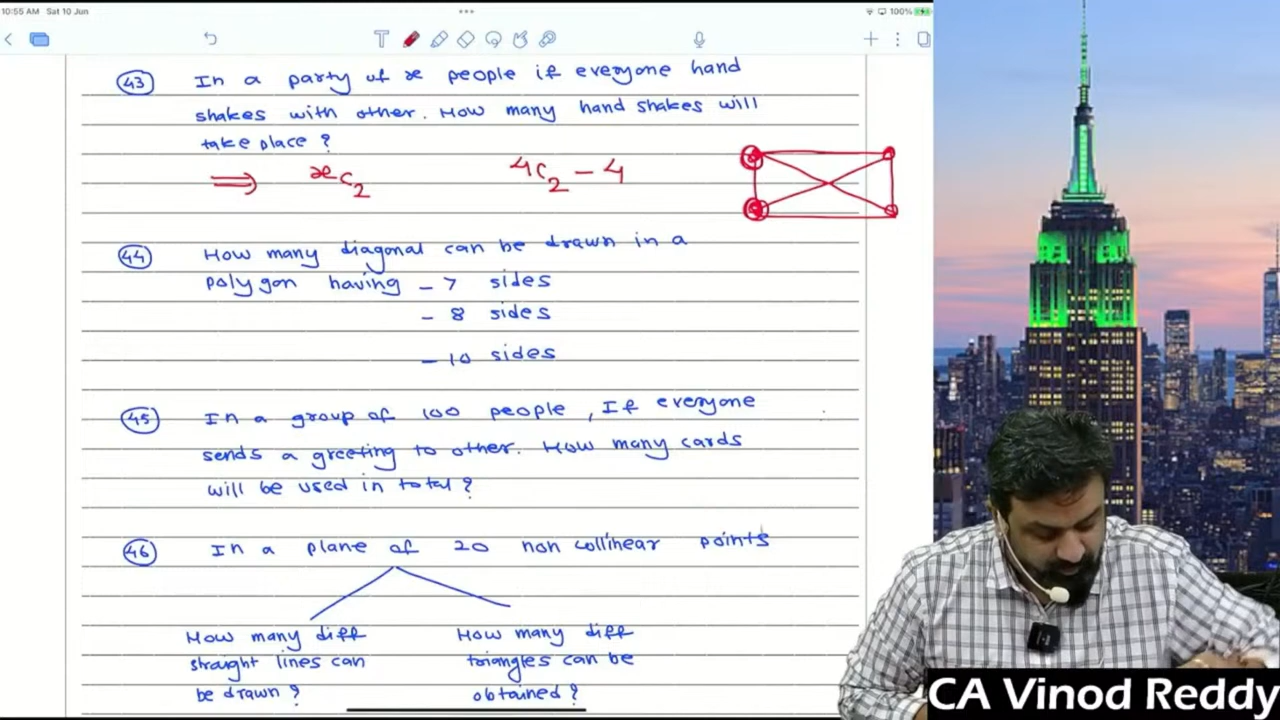 10:55 AM Sat 10 Jun
100%
T
43 In a party of x people if everyone hand
shakes with other. How many hand shakes will
take place ?
⇒ xC2 4C2 - 4
44 How many diagonal can be drawn in a
polygon having - 7 sides
- 8 sides
- 10 sides
45 In a group of 100 people, If everyone
sends a greeting to other. How many cards
will be used in total ?
46 In a plane of 20 non collinear points
How many diff
straight lines can
be drawn ?
How many diff
triangles can be
obtained ?
CA Vinod Reddy